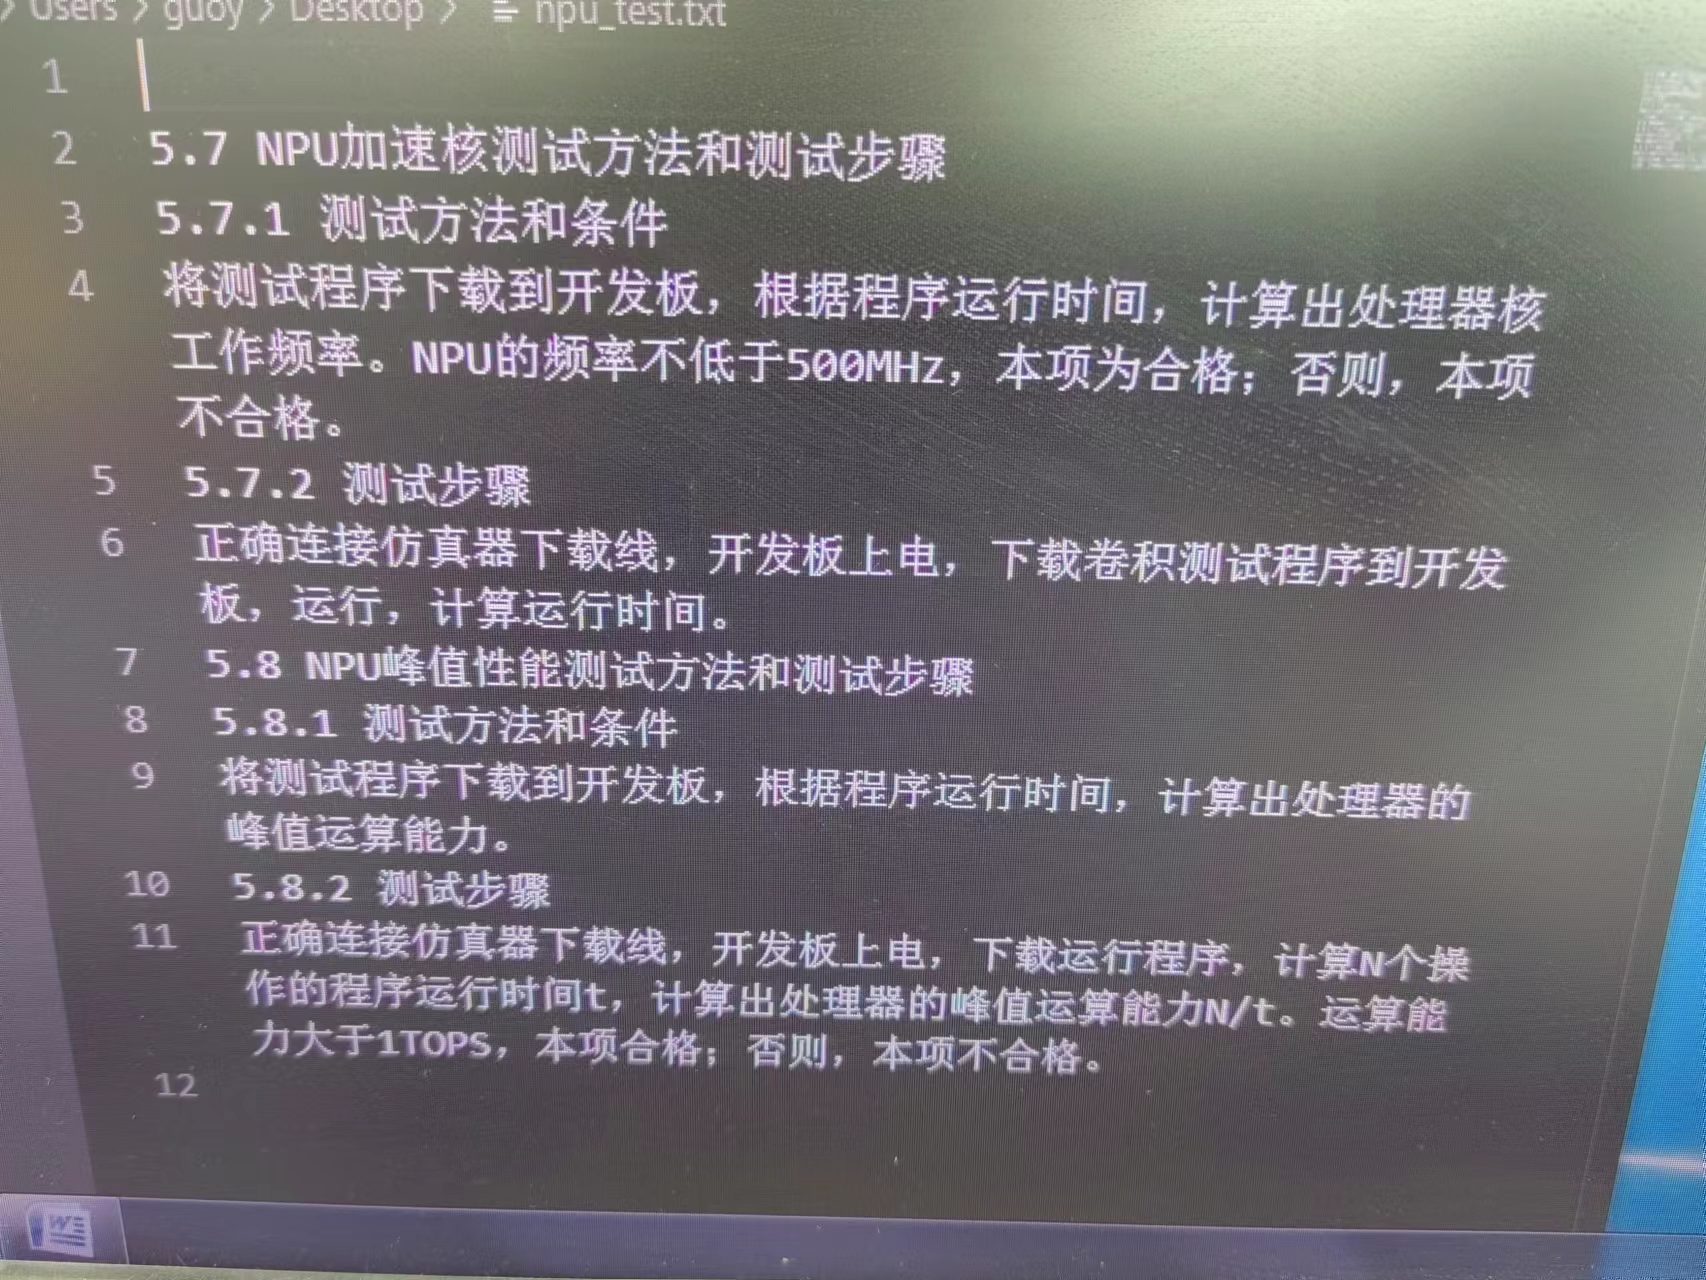 Users > guoy > Desktop > npu_test.txt
1
2 5.7 NPU加速核测试方法和测试步骤
3 5.7.1 测试方法和条件
4 将测试程序下载到开发板，根据程序运行时间，计算出处理器核
工作频率。NPU的频率不低于500MHz，本项为合格；否则，本项
不合格。
5 5.7.2 测试步骤
6 正确连接仿真器下载线，开发板上电，下载卷积测试程序到开发
板，运行，计算运行时间。
7 5.8 NPU峰值性能测试方法和测试步骤
8 5.8.1 测试方法和条件
9 将测试程序下载到开发板，根据程序运行时间，计算出处理器的
峰值运算能力。
10 5.8.2 测试步骤
11 正确连接仿真器下载线，开发板上电，下载运行程序，计算N个操
作的程序运行时间t，计算出处理器的峰值运算能力N/t。运算能
力大于1TOPS，本项合格；否则，本项不合格。
12